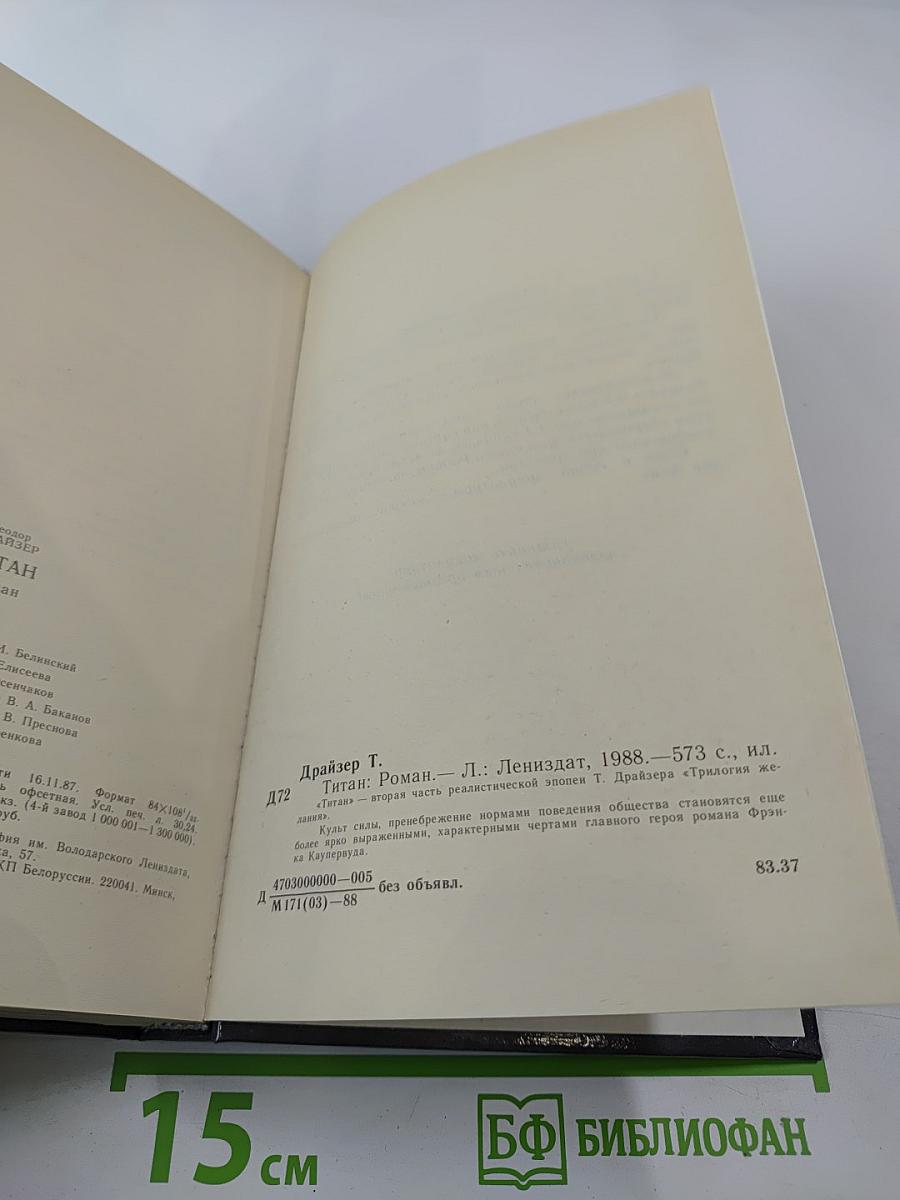 еодор
АЙЗЕР
ТАН
ан
И. Белинский
Елисеева
сенчаков
В. А. Баканов
В. Преснова
енкова
ти 16.11.87. Формат 84×108¹/₃₂.
ь офсетная. Усл. печ. л. 30,24.
кз. (4-й завод 1 000 001—1 300 000).
руб.
фия им. Володарского Лениздата,
ка, 57.
КП Белоруссии. 220041. Минск,
Драйзер Т.
Д72 Титан: Роман.— Л.: Лениздат, 1988.—573 с., ил.
«Титан» — вторая часть реалистической эпопеи Т. Драйзера «Трилогия же-
лания».
Культ силы, пренебрежение нормами поведения общества становятся еще
более ярко выраженными, характерными чертами главного героя романа Фрэн-
ка Каупервуда.
83.37
Д 4703000000—005
М171(03)—88 без объявл.
15 см
БФ БИБЛИОФАН